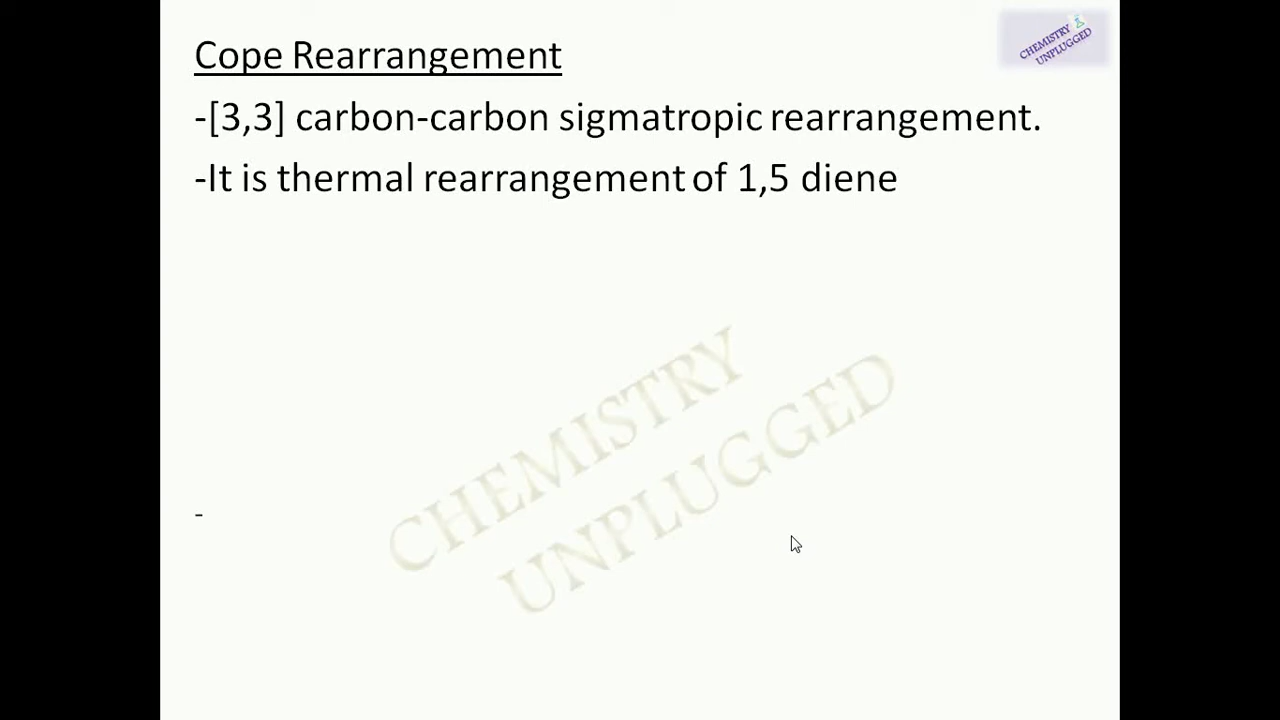 Cope Rearrangement
CHEMISTRY
UNPLUGGED
-[3,3] carbon-carbon sigmatropic rearrangement.
-It is thermal rearrangement of 1,5 diene
CHEMISTRY
UNPLUGGED
-